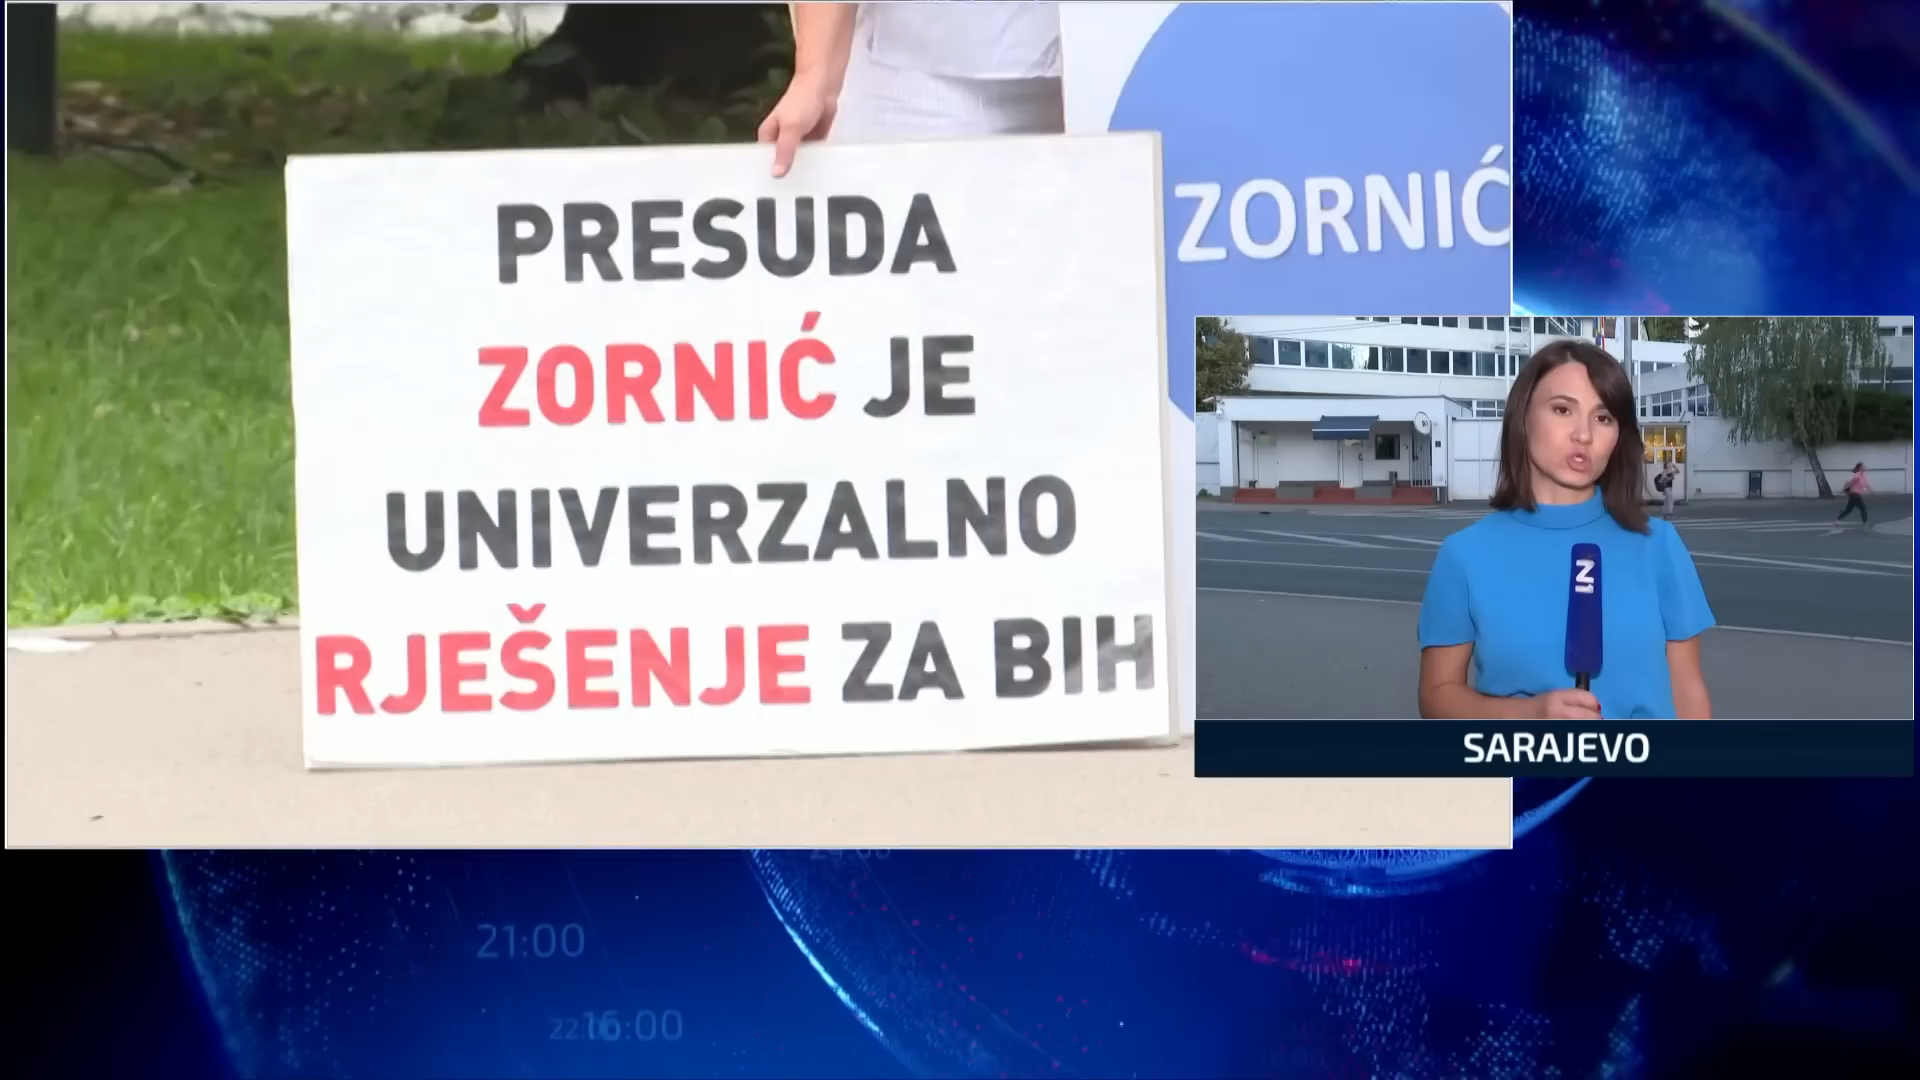 PRESUDA
ZORNIĆ JE
UNIVERZALNO
RJEŠENJE ZA BIH
ZORNIĆ
N1
SARAJEVO
21:00
16:00